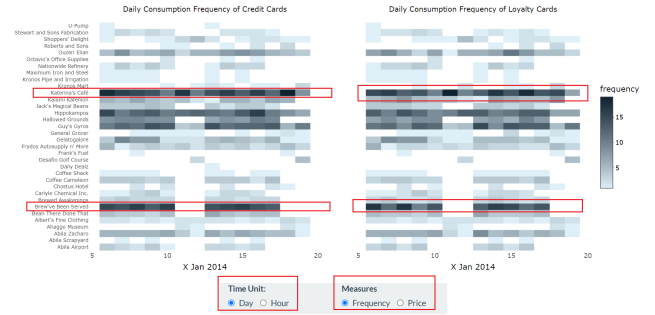 Daily Consumption Frequency of Credit Cards
Daily Consumption Frequency of Loyalty Cards
U-Pump
Stewart and Sons Fabrication
Shoppers' Delight
Roberts and Sons
Ouzeri Elian
Octavio's Office Supplies
Nationwide Refinery
Maximum Iron and Steel
Kronos Pipe and Irrigation
Kronos Mart
Katerina's Café
Kalami Kafenion
Jack's Magical Beans
Hippokampos
Hallowed Grounds
Guy's Gyros
General Grocer
Gelatogalore
Frydos Autosupply n' More
Frank's Fuel
Desafio Golf Course
Daily Dealz
Coffee Shack
Coffee Cameleon
Chostus Hotel
Carlyle Chemical Inc.
Brewed Awakenings
Brew've Been Served
Bean There Done That
Albert's Fine Clothing
Ahaggo Museum
Abila Zacharo
Abila Scrapyard
Abila Airport
5 10 15 20
5 10 15 20
X Jan 2014
X Jan 2014
frequency
15
10
5
Time Unit:
Day Hour
Measures
Frequency Price